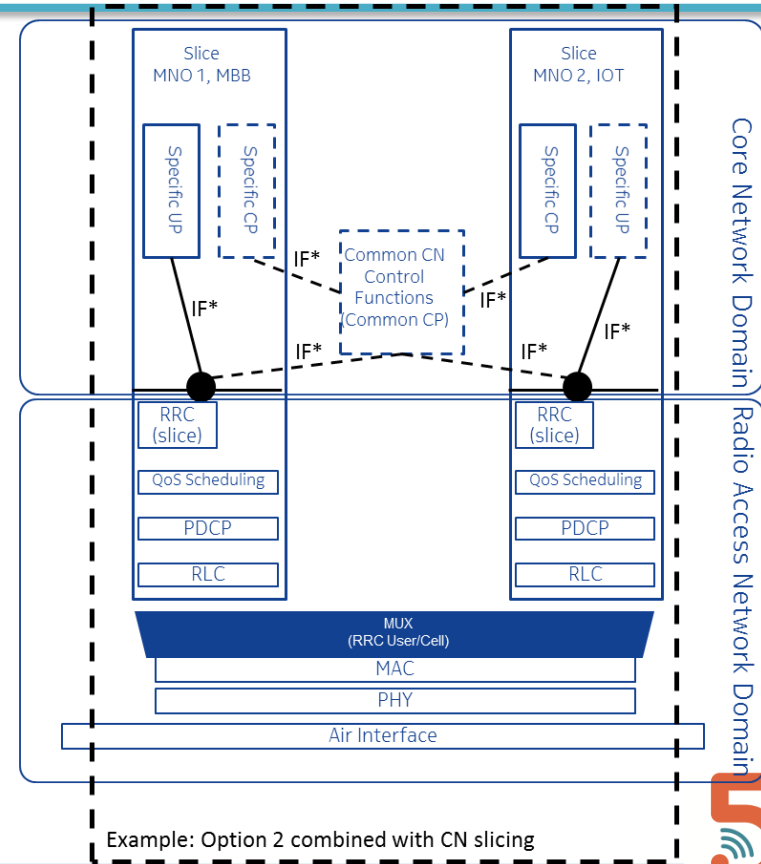 Slice
MNO 1, MBB
Slice
MNO 2, IOT
Specific UP
Specific CP
Specific CP
Specific UP
Core Network Domain
Common CN
Control
Functions
(Common CP)
IF*
IF*
IF*
IF*
IF*
IF*
RRC
(slice)
RRC
(slice)
QoS Scheduling
QoS Scheduling
PDCP
PDCP
RLC
RLC
Radio Access Network Domain
MUX
(RRC User/Cell)
MAC
PHY
Air Interface
Example: Option 2 combined with CN slicing
5